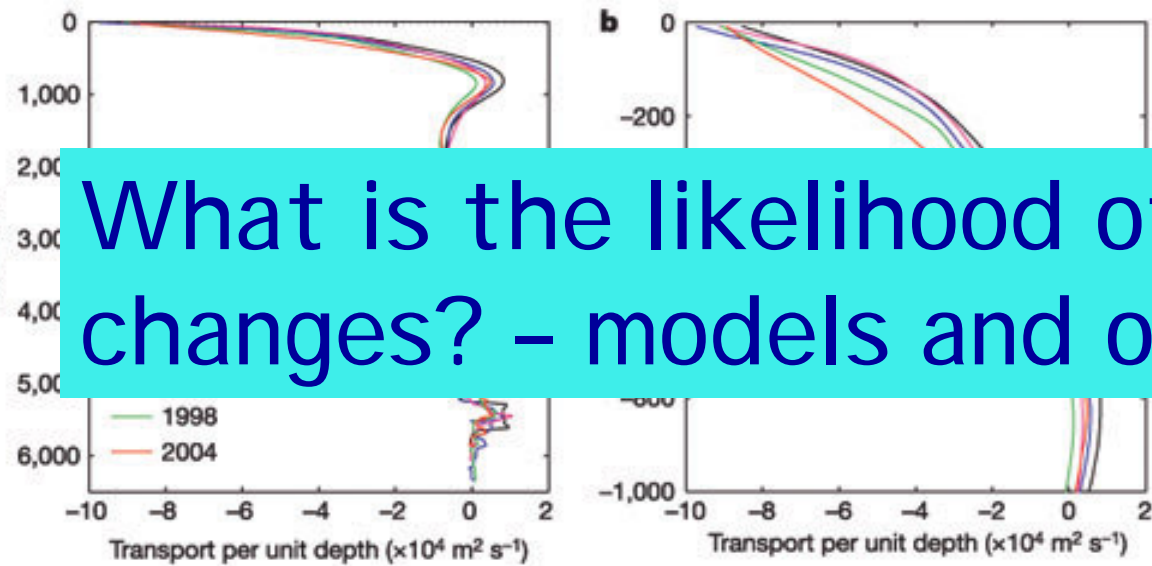 0
1,000
2,00
3,00
4,00
5,00
6,000
1998
2004
−10 −8 −6 −4 −2 0 2
Transport per unit depth (×10⁴ m² s⁻¹)
b
0
−200
−800
−1,000
−10 −8 −6 −4 −2 0 2
Transport per unit depth (×10⁴ m² s⁻¹)
What is the likelihood of
changes? – models and o